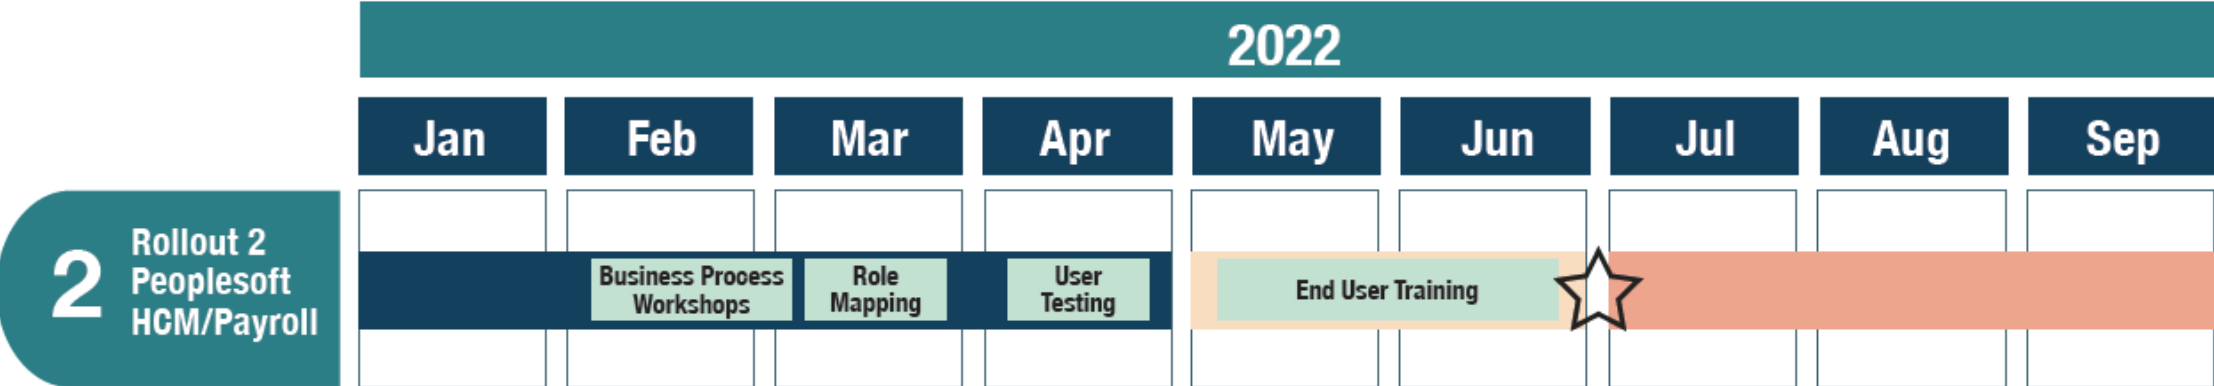 2022
Jan Feb Mar Apr May Jun Jul Aug Sep
2
Rollout 2
Peoplesoft
HCM/Payroll
Business Process
Workshops
Role
Mapping
User
Testing
End User Training